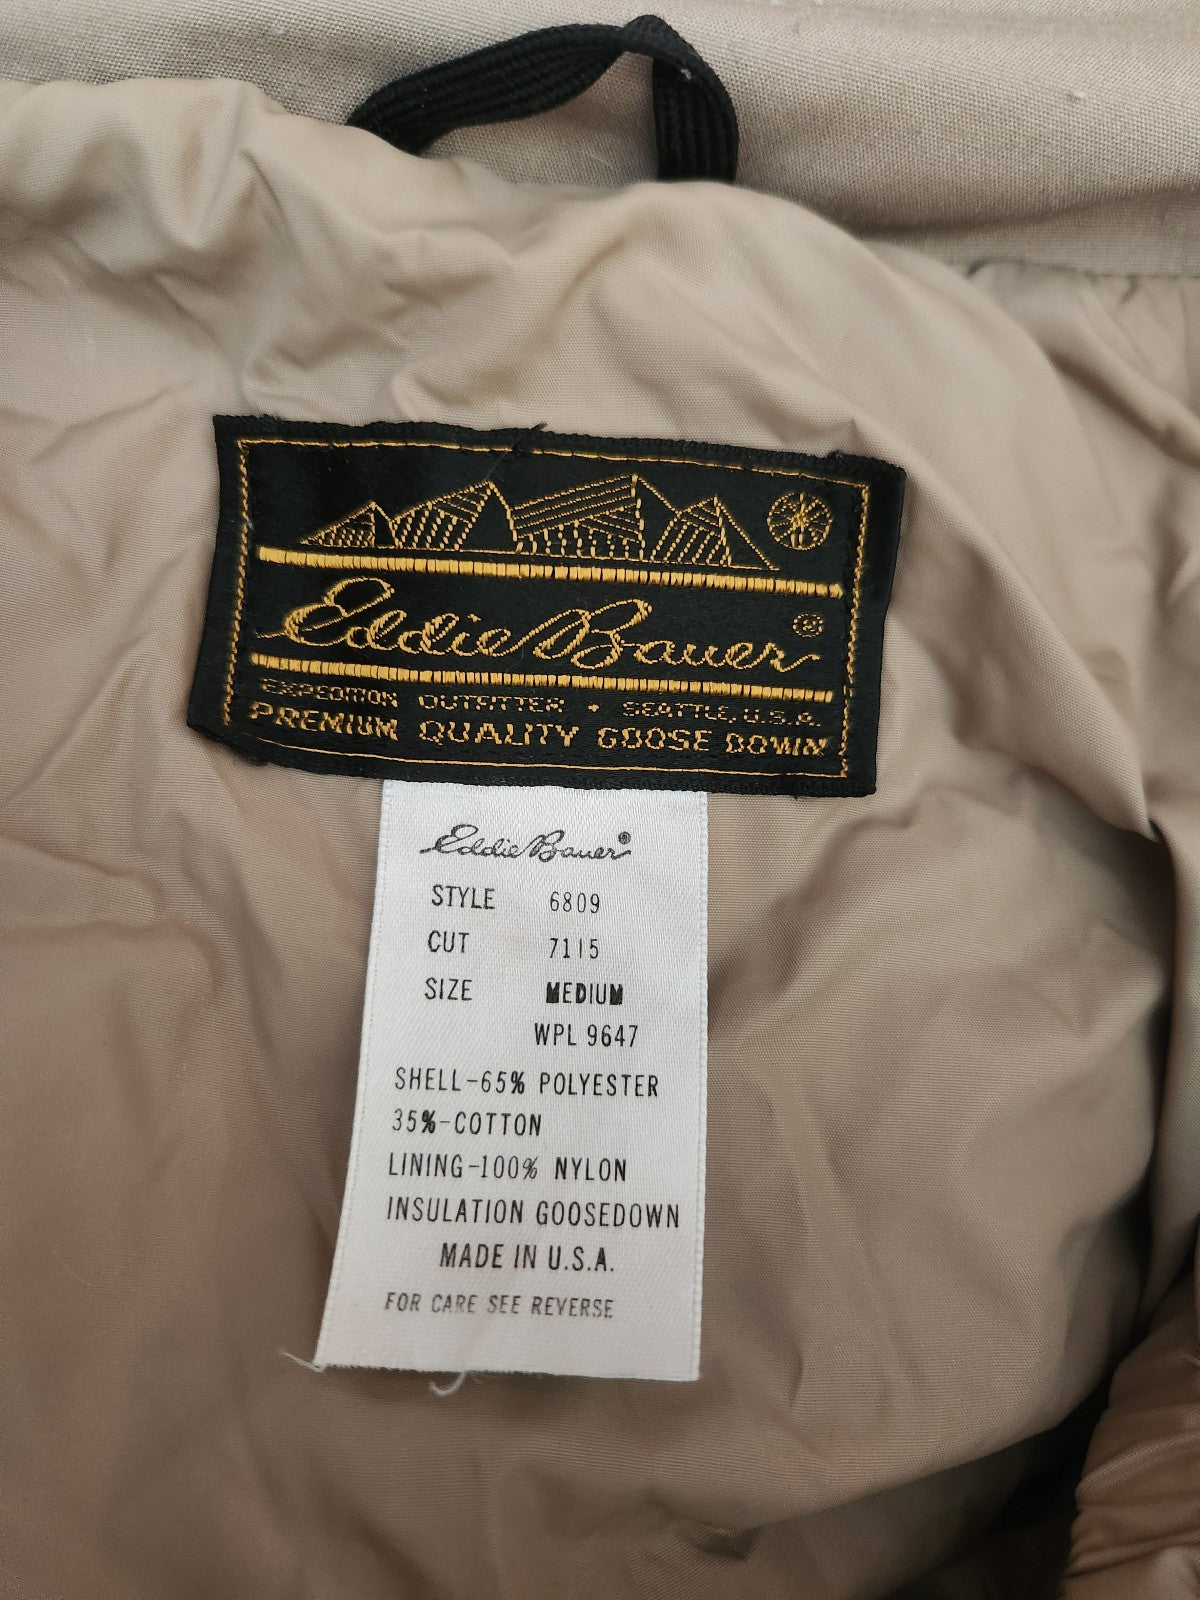 Eddie Bauer®
EXPEDITION OUTFITTER • SEATTLE, U.S.A.
PREMIUM QUALITY GOOSE DOWN
Eddie Bauer®
STYLE 6809
CUT 7115
SIZE MEDIUM
WPL 9647
SHELL-65% POLYESTER
35%-COTTON
LINING-100% NYLON
INSULATION GOOSEDOWN
MADE IN U.S.A.
FOR CARE SEE REVERSE